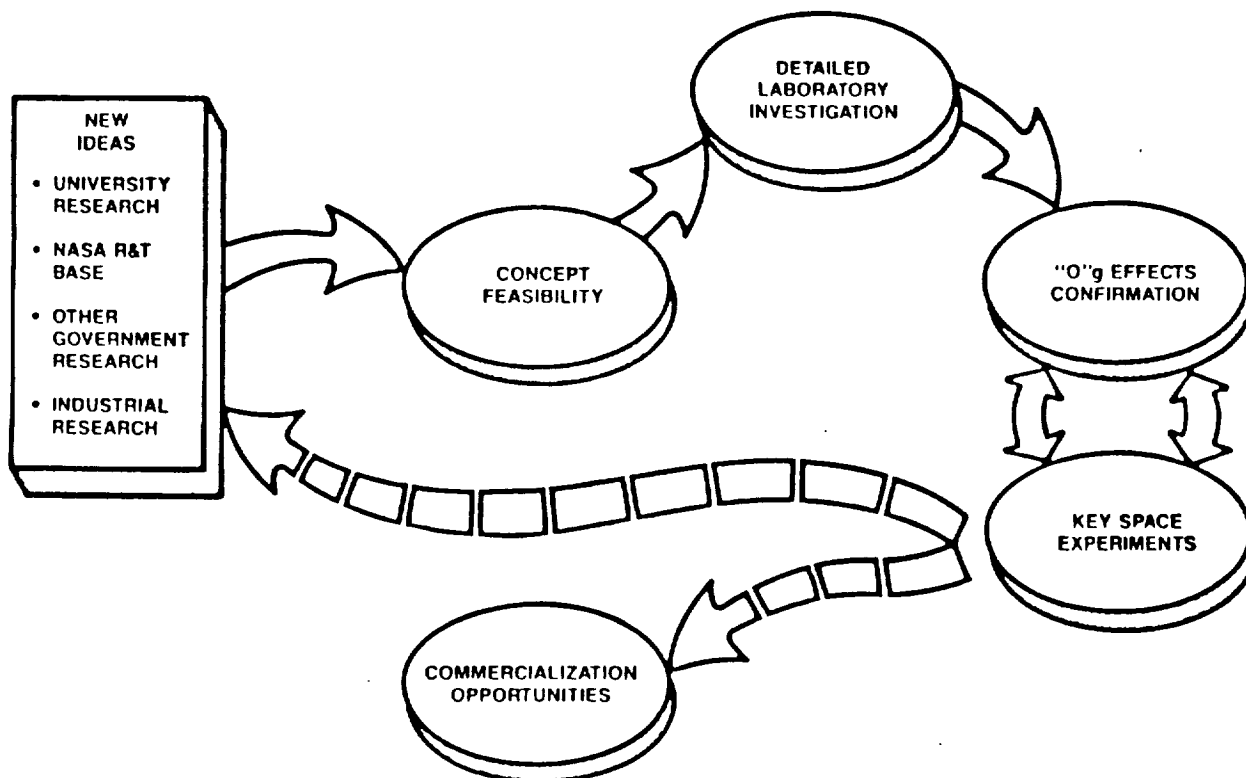 NEW
IDEAS
• UNIVERSITY
RESEARCH
• NASA R&T
BASE
• OTHER
GOVERNMENT
RESEARCH
• INDUSTRIAL
RESEARCH
CONCEPT
FEASIBILITY
DETAILED
LABORATORY
INVESTIGATION
"O"g EFFECTS
CONFIRMATION
KEY SPACE
EXPERIMENTS
COMMERCIALIZATION
OPPORTUNITIES